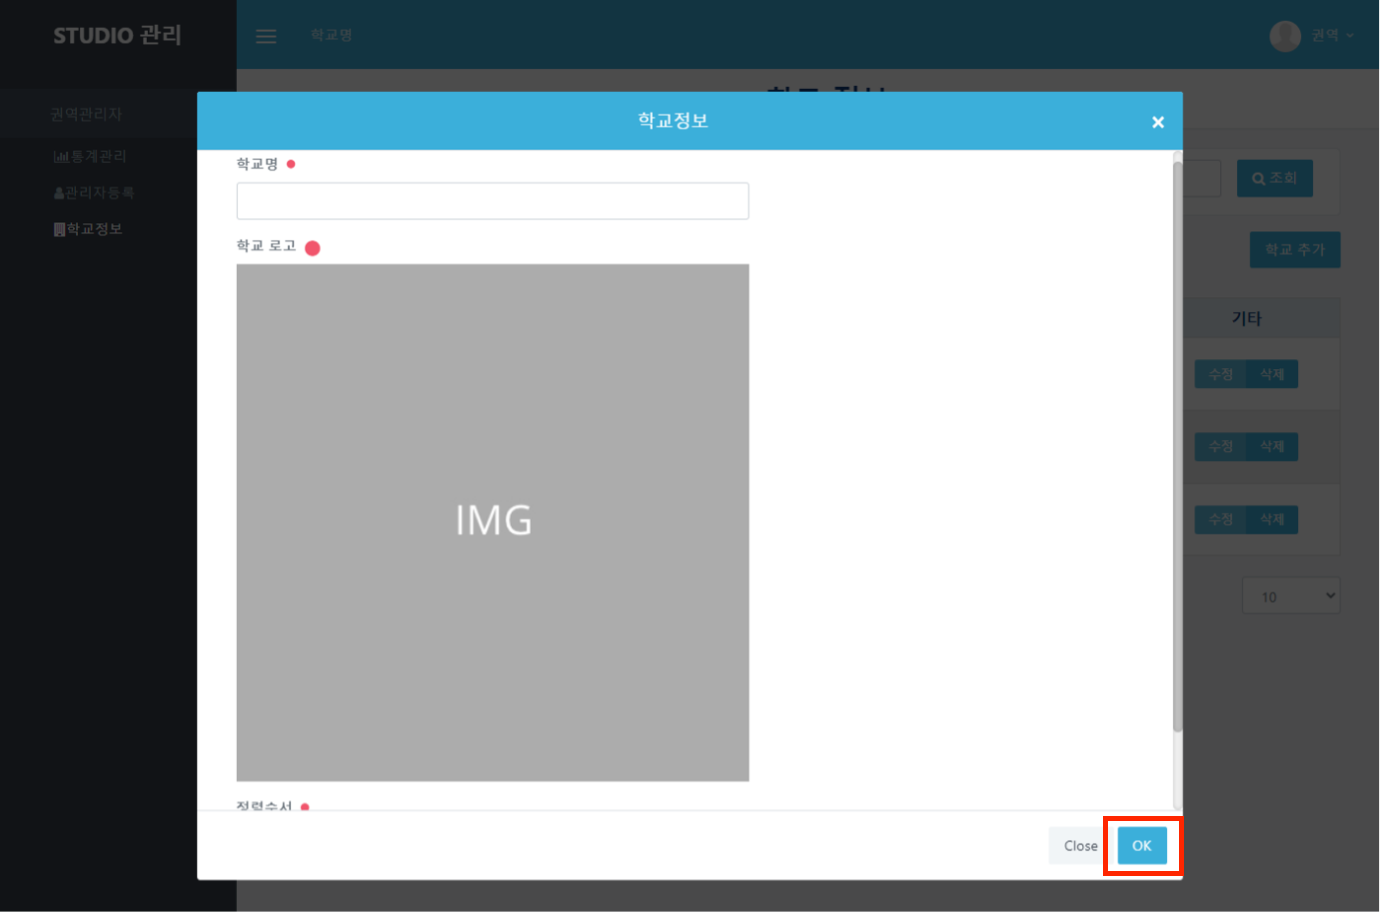 STUDIO 관리
학교명
권역
권역관리자
통계관리
관리자등록
학교정보
학교정보
×
학교명
학교 로고
IMG
정렬순서
Close
OK
조회
학교 추가
기타
수정 삭제
수정 삭제
수정 삭제
10